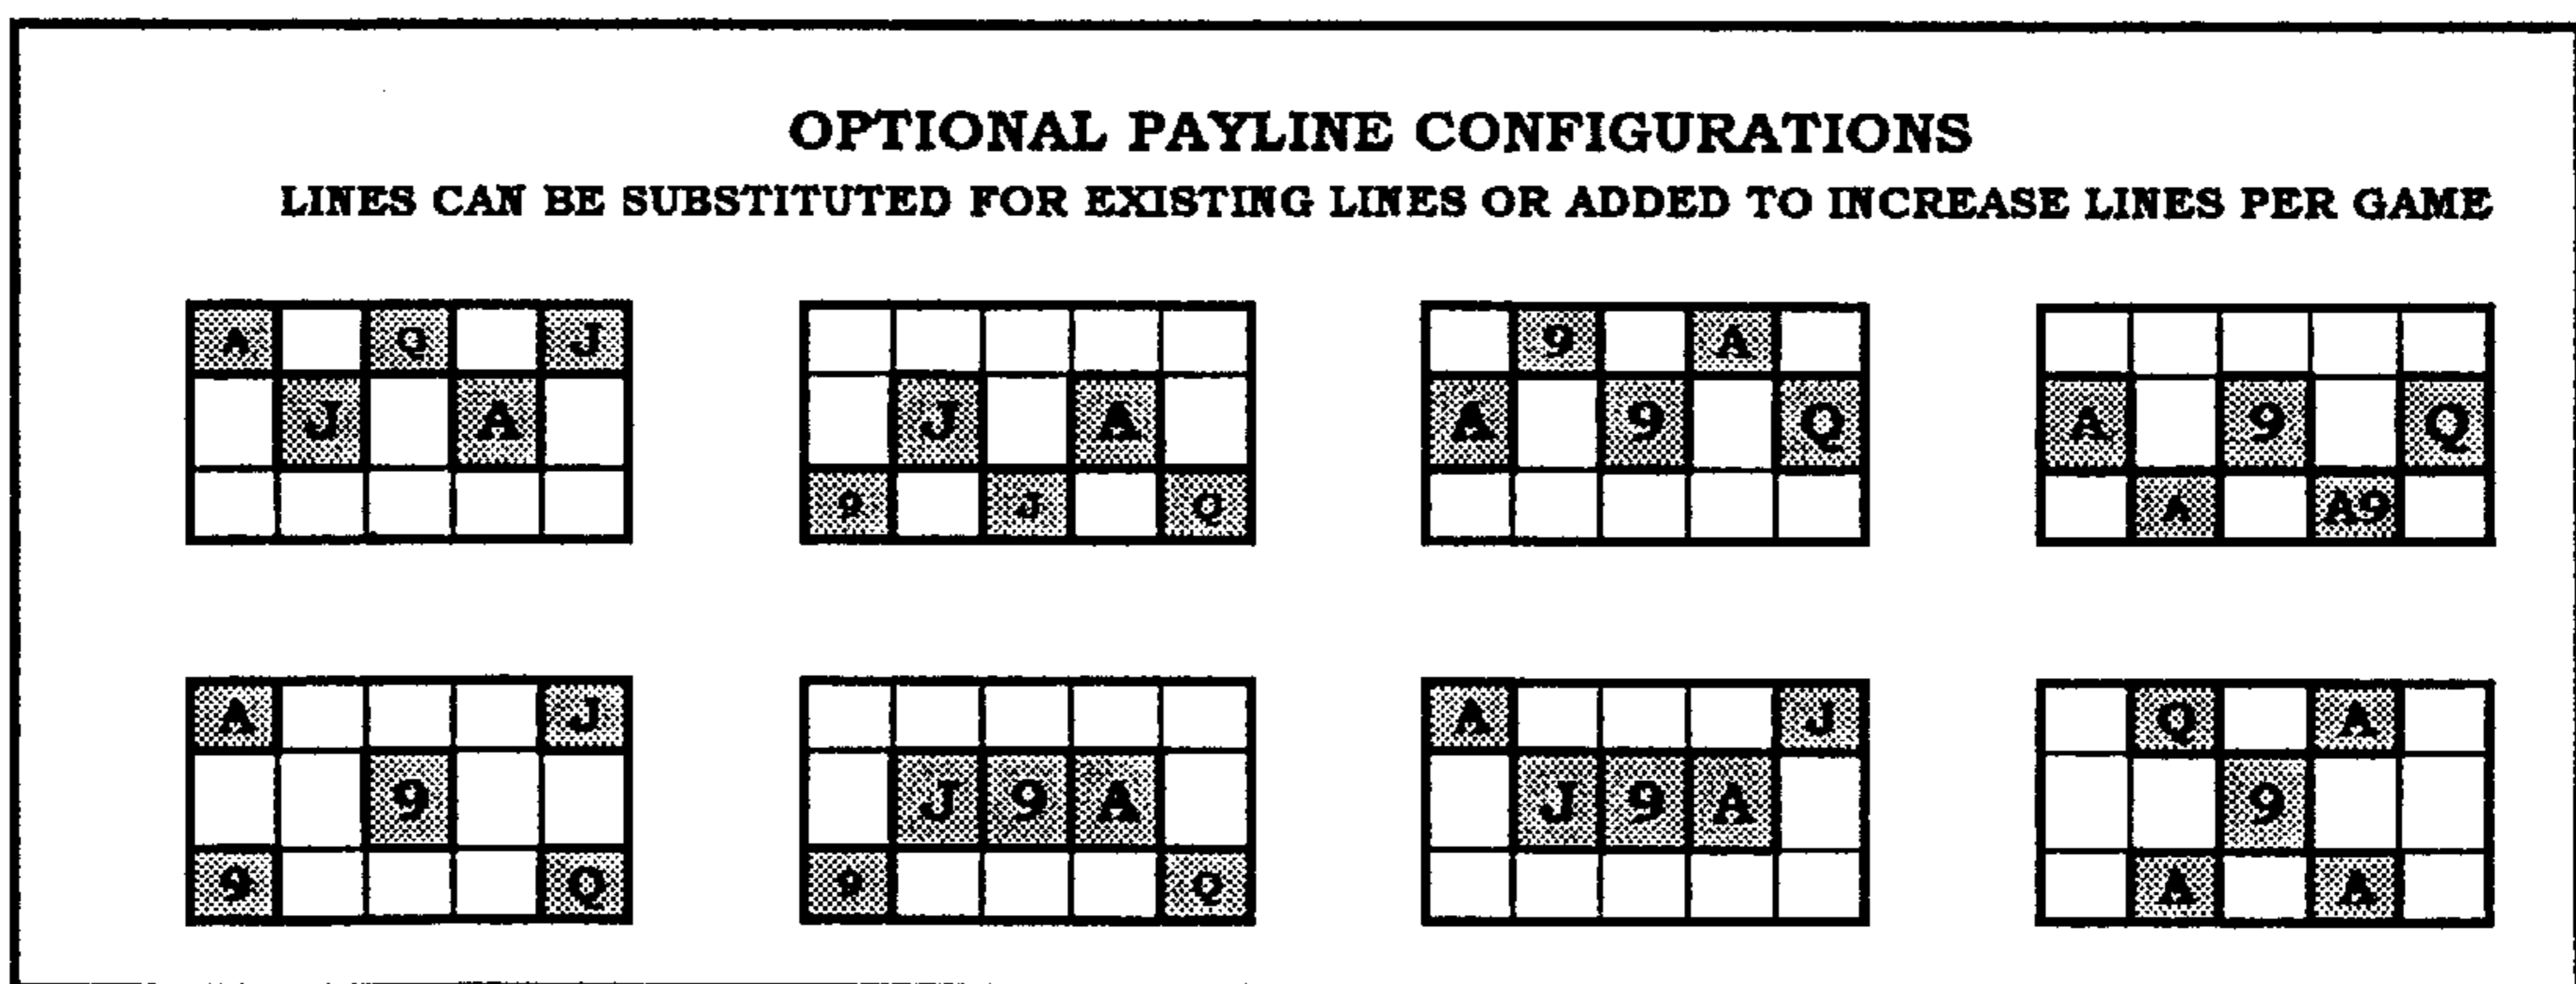 OPTIONAL PAYLINE CONFIGURATIONS
LINES CAN BE SUBSTITUTED FOR EXISTING LINES OR ADDED TO INCREASE LINES PER GAME
A Q J
J A
J A
9 J Q
9 A
A 9 Q
A 9 Q
A A9
A J
9
9 Q
J 9 A
9 Q
A J
J 9 A
Q A
9
A A